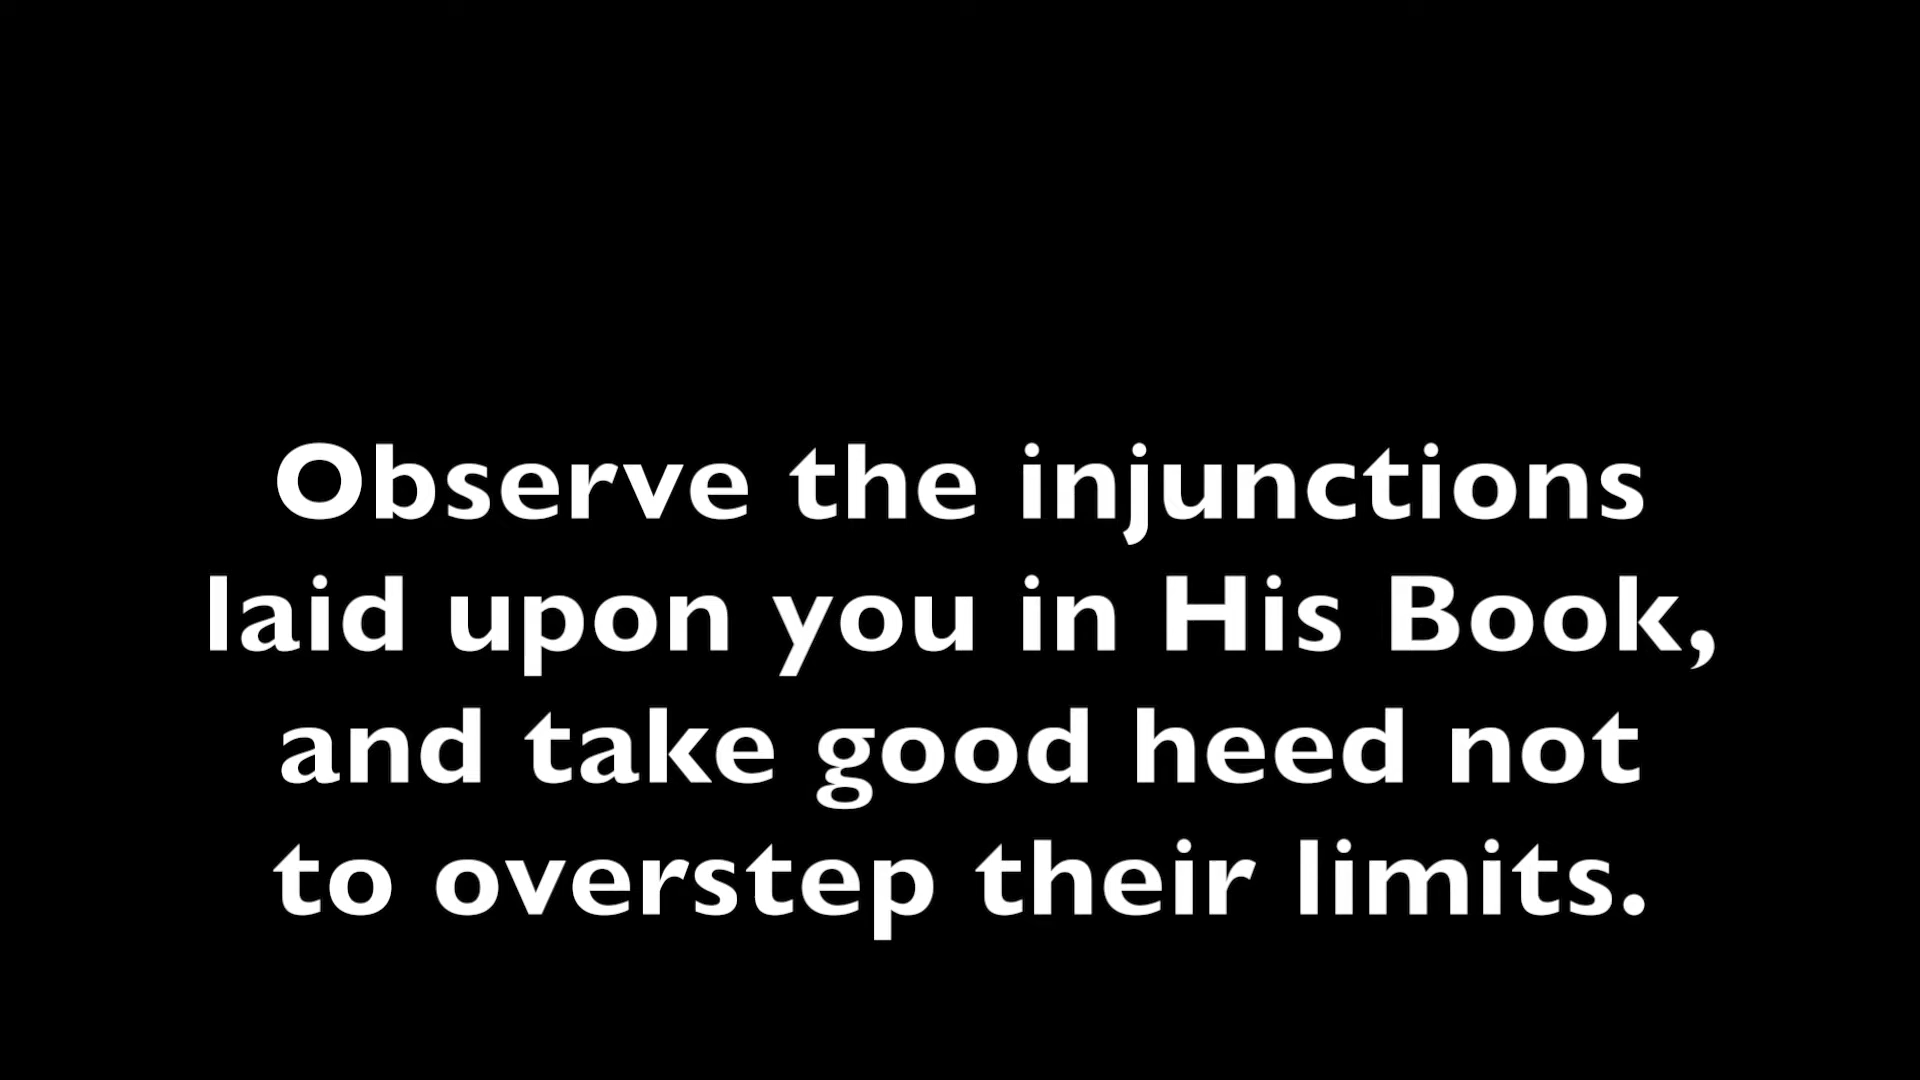 Observe the injunctions
laid upon you in His Book,
and take good heed not
to overstep their limits.